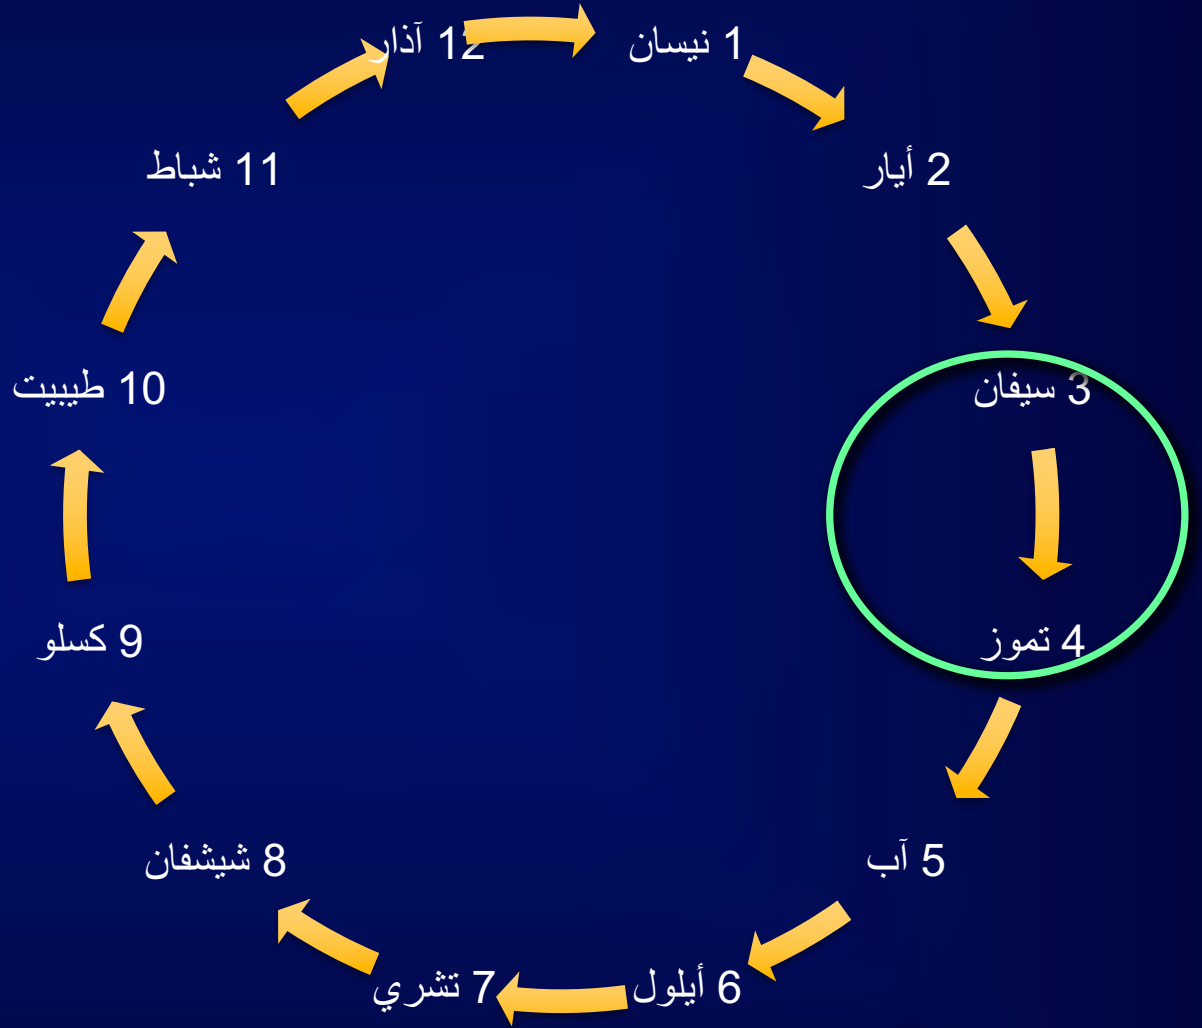 1 نيسان
2 أيار
3 سيفان
4 تموز
5 آب
6 أيلول
7 تشري
8 شيشفان
9 كسلو
10 طيبيت
11 شباط
12 آذار